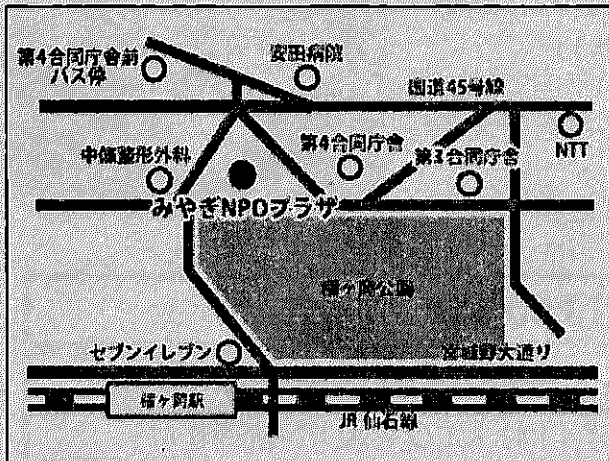 第4合同庁舎前
バス停
安田病院
国道45号線
中嶋整形外科
第4合同庁舎
第3合同庁舎
NTT
みやぎNPOプラザ
榴ヶ岡公園
セブンイレブン
宮城野大通り
榴ヶ岡駅
JR 仙石線